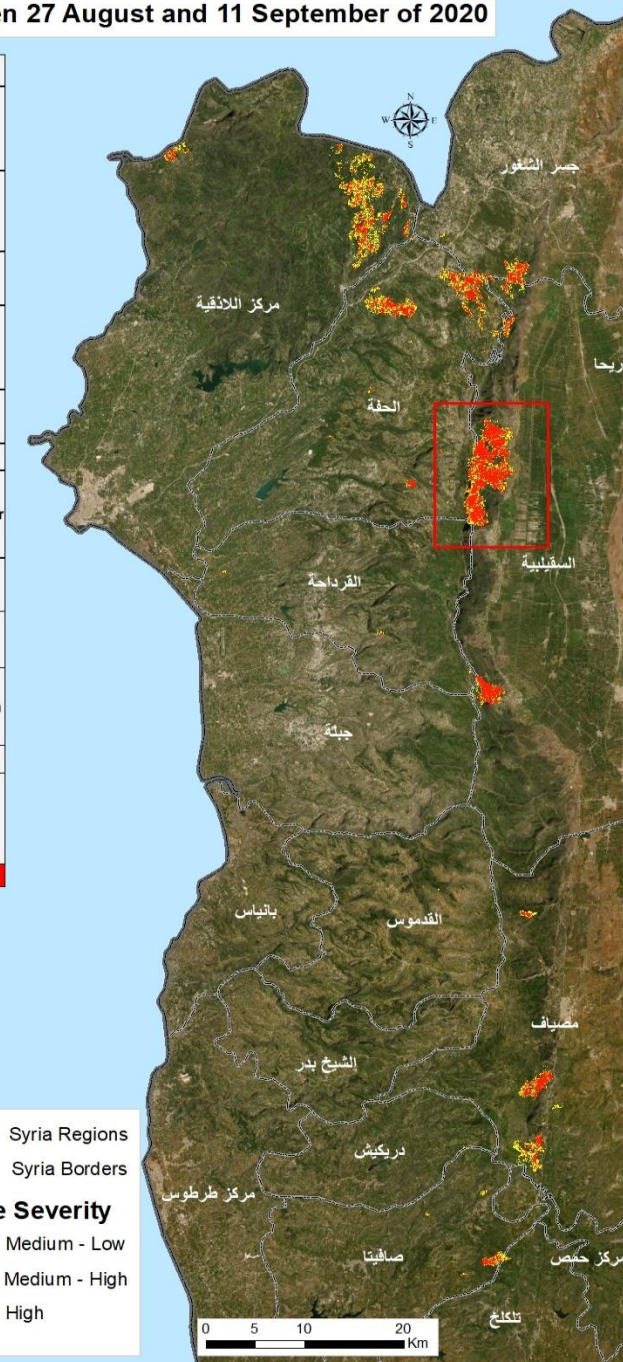 en 27 August and 11 September of 2020
N
W E
S
جسر الشغور
مركز اللاذقية
ريحا
الحفة
السقيلبية
القرداحة
جبلة
بانياس
القدموس
مصياف
الشيخ بدر
دريكيش
مركز طرطوس
صافيتا
مركز حمص
تلكلخ
Syria Regions
Syria Borders
e Severity
Medium - Low
Medium - High
High
0 5 10 20
Km